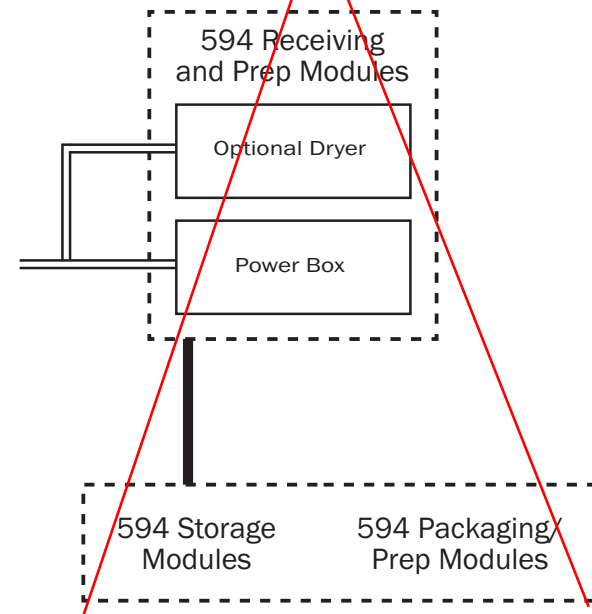 594 Receiving
and Prep Modules
Optional Dryer
Power Box
594 Storage
Modules
594 Packaging/
Prep Modules